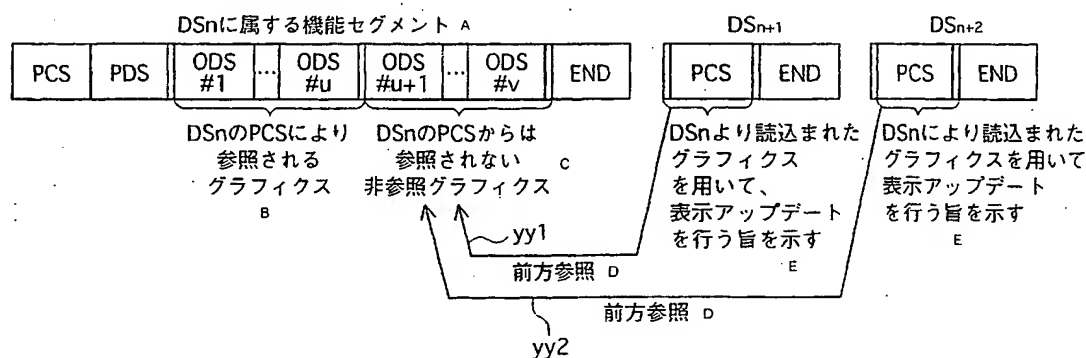 DSnに属する機能セグメント A
DSn+1
DSn+2
PCS PDS ODS #1 … ODS #u ODS #u+1 … ODS #v END
PCS END
PCS END
DSnのPCSにより
参照される
グラフィクス
B
DSnのPCSからは
参照されない C
非参照グラフィクス
DSnより読込まれた
グラフィクス
を用いて、
表示アップデート
を行う旨を示す
E
DSnにより読込まれた
グラフィクスを用いて
表示アップデート
を行う旨を示す
E
yy1
前方参照 D
前方参照 D
yy2